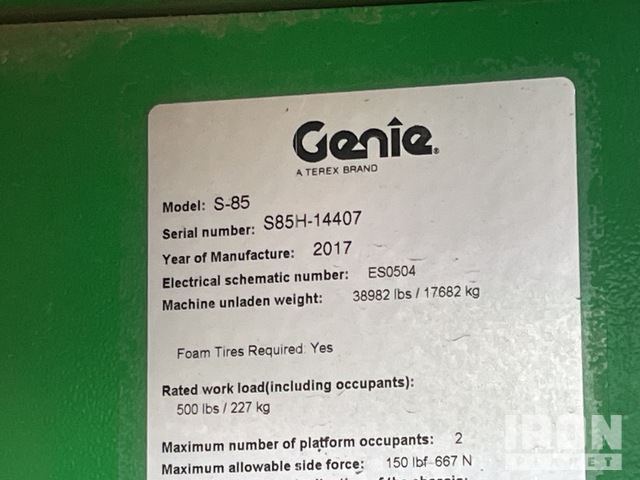 Genie®
A TEREX BRAND
Model: S-85
Serial number: S85H-14407
Year of Manufacture: 2017
Electrical schematic number: ES0504
Machine unladen weight: 38982 lbs / 17682 kg
Foam Tires Required: Yes
Rated work load(including occupants):
500 lbs / 227 kg
Maximum number of platform occupants: 2
Maximum allowable side force: 150 lbf 667 N
IRON
PLANET